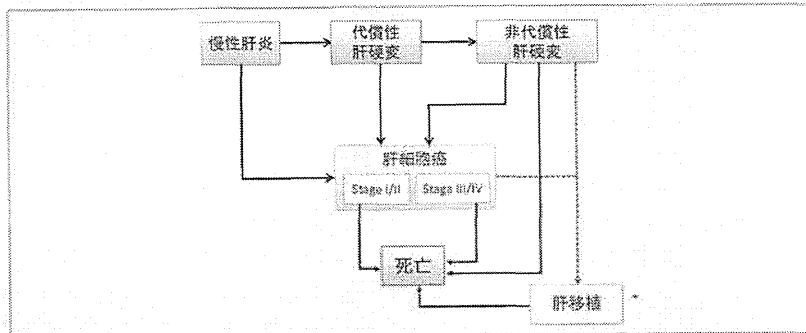 慢性肝炎
代償性
肝硬変
非代償性
肝硬変
肝細胞癌
Stage I/II
Stage III/IV
死亡
肝移植 *